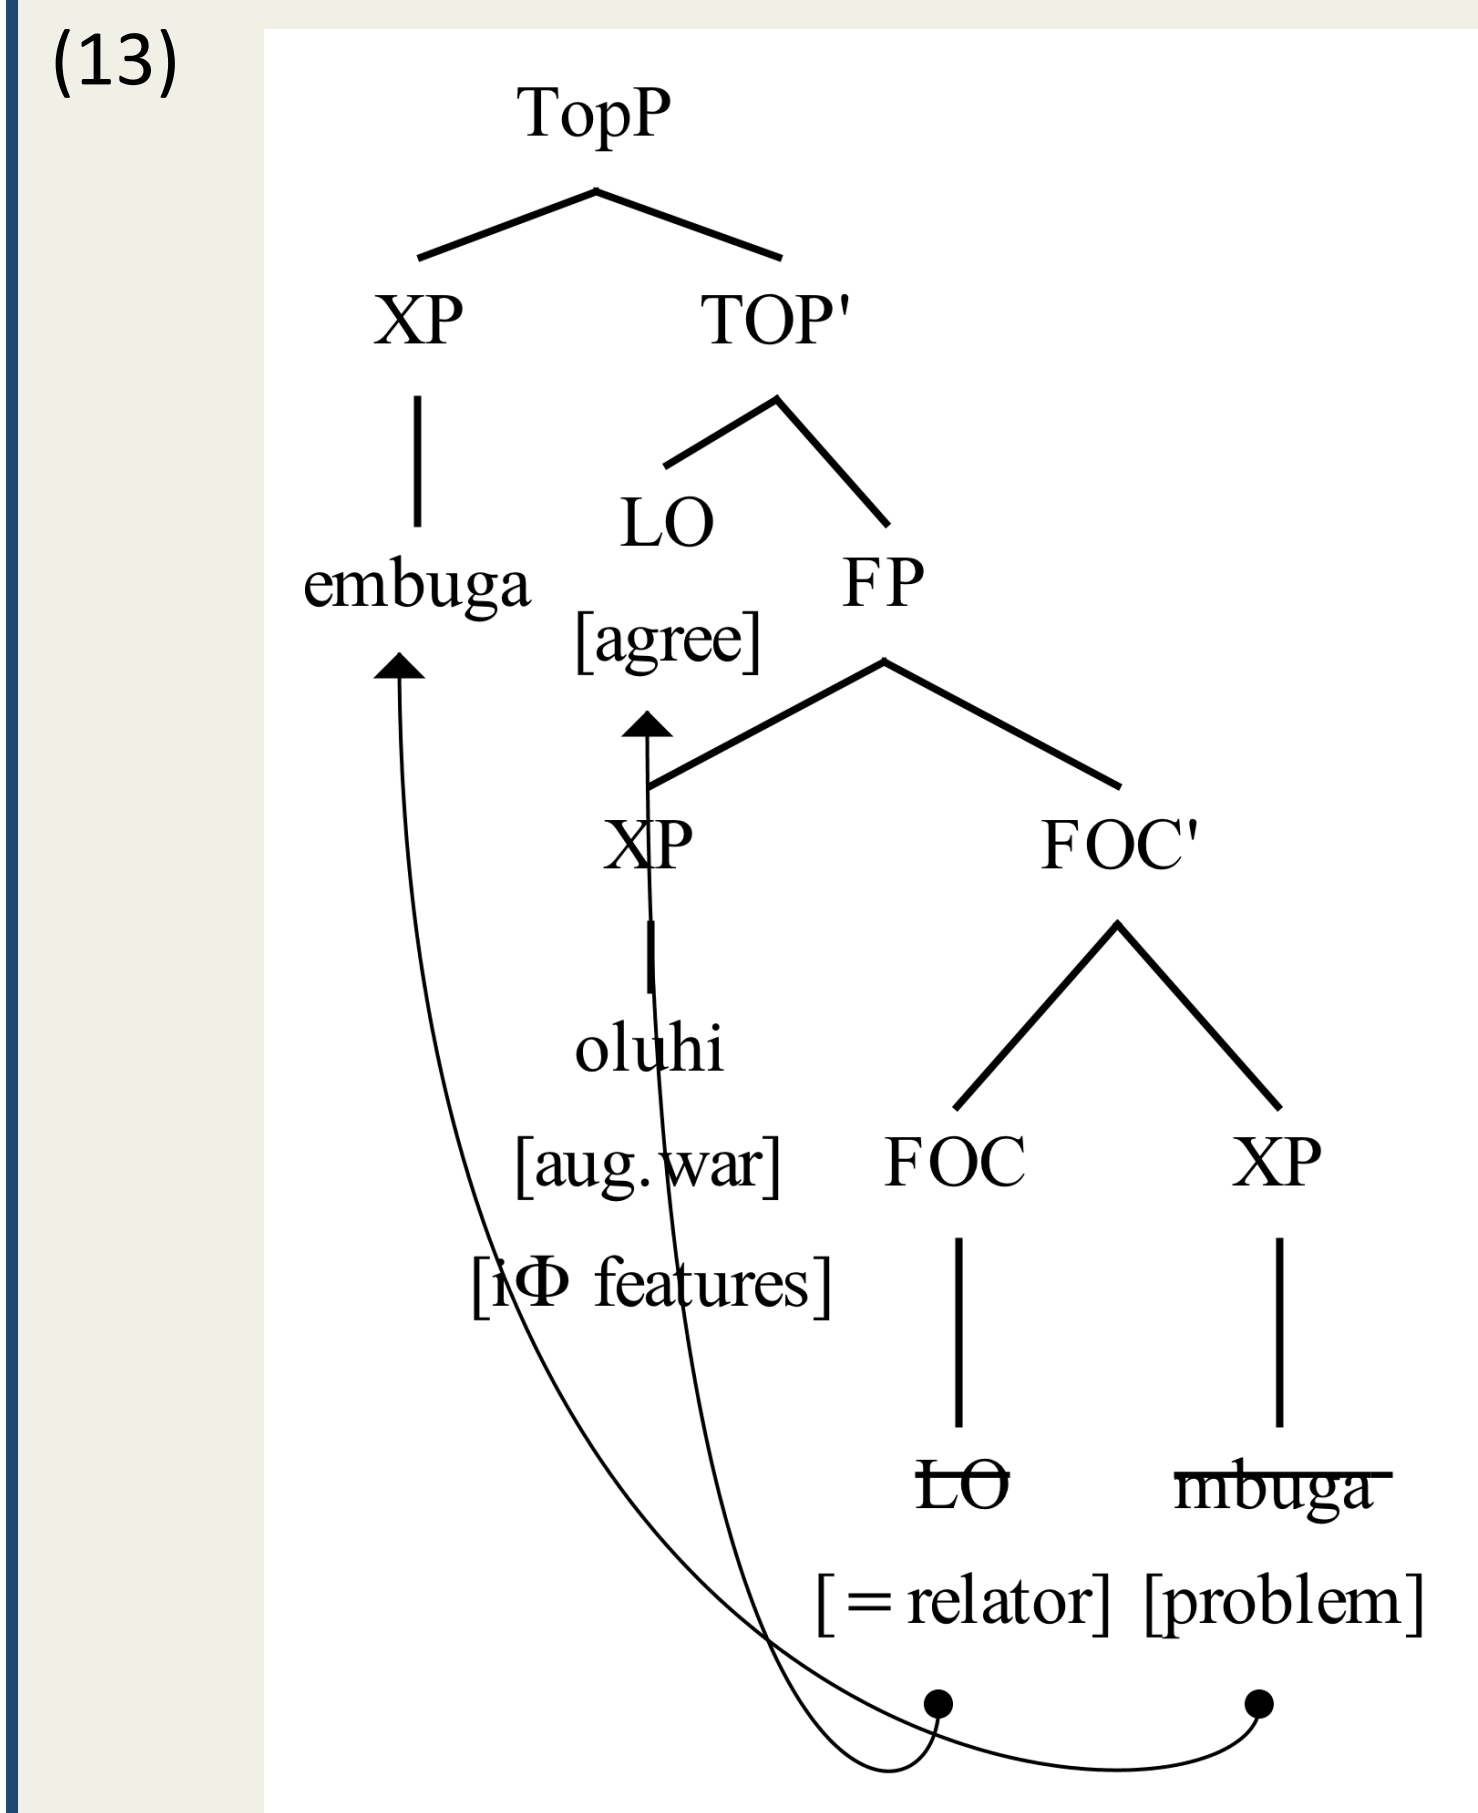 (13)
TopP
XP TOP'
LO
embuga FP
[agree]
XP FOC'
oluhi
[aug.war] FOC XP
[iΦ features]
LO mbuga
[=relator] [problem]